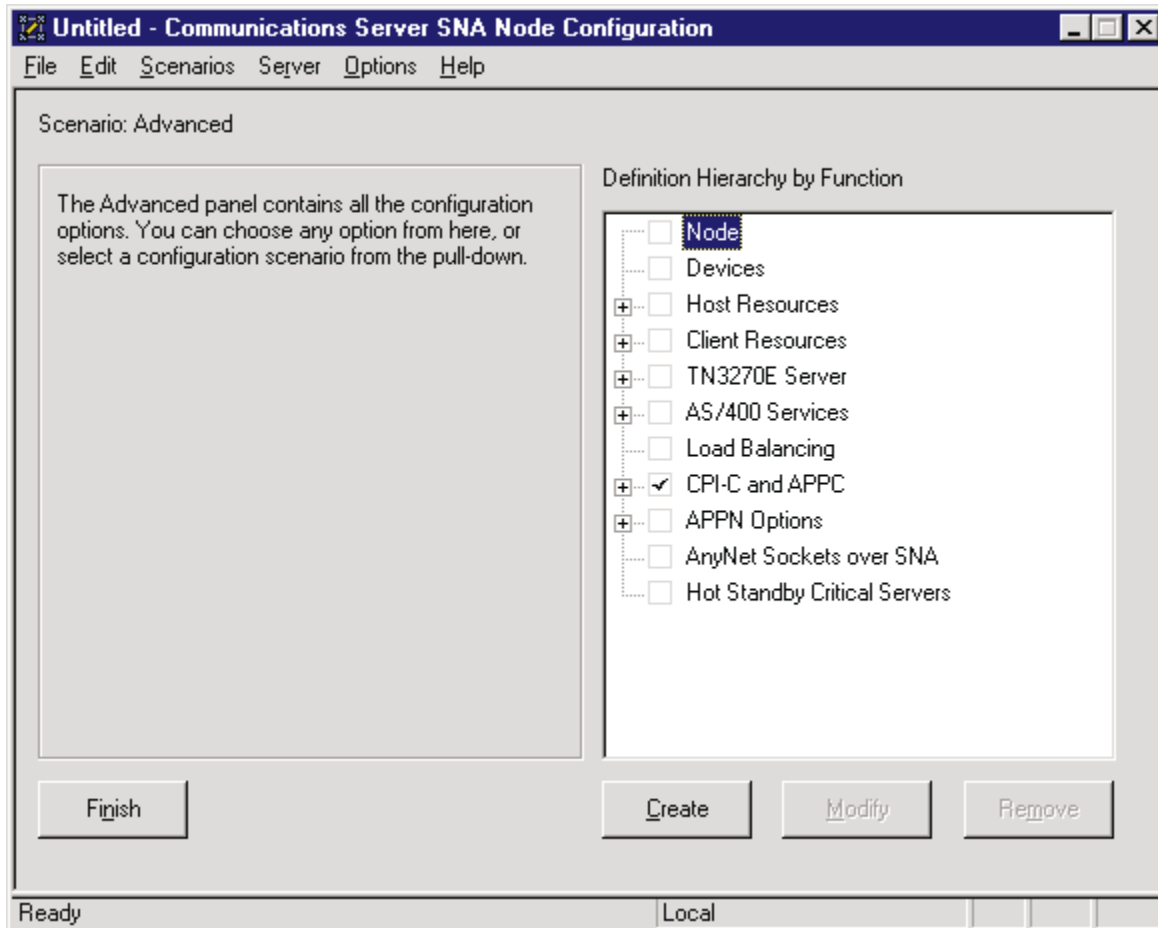 Untitled - Communications Server SNA Node Configuration
File Edit Scenarios Server Options Help
Scenario: Advanced
The Advanced panel contains all the configuration
options. You can choose any option from here, or
select a configuration scenario from the pull-down.
Definition Hierarchy by Function
Node
Devices
Host Resources
Client Resources
TN3270E Server
AS/400 Services
Load Balancing
CPI-C and APPC
APPN Options
AnyNet Sockets over SNA
Hot Standby Critical Servers
Finish
Create
Modify
Remove
Ready
Local